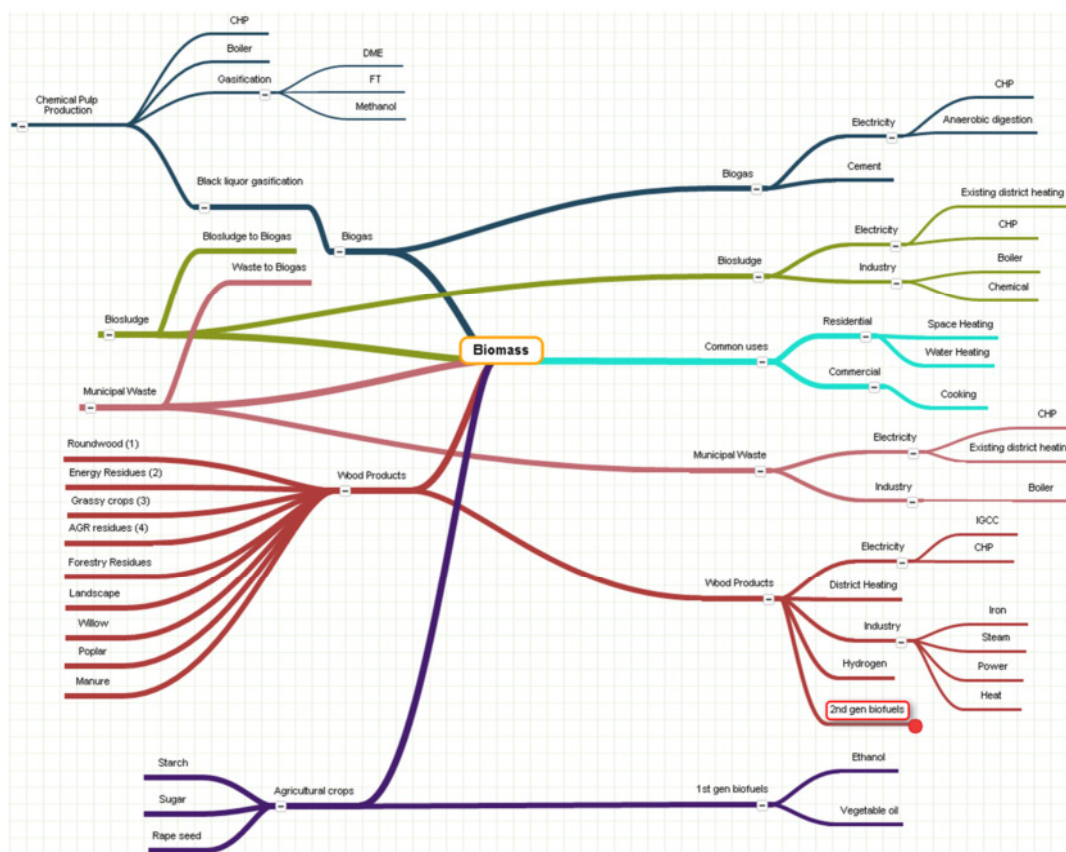 CHP
Boiler
Gasification
DME
FT
Methanol
Chemical Pulp
Production
Black liquor gasification
Biogas
Biosludge to Biogas
Waste to Biogas
Biosludge
Municipal Waste
Biomass
Roundwood (1)
Energy Residues (2)
Grassy crops (3)
AGR residues (4)
Forestry Residues
Landscape
Willow
Poplar
Manure
Wood Products
Starch
Sugar
Rape seed
Agricultural crops
Biogas
Electricity
CHP
Anaerobic digestion
Cement
Biosludge
Electricity
Existing district heating
CHP
Industry
Boiler
Chemical
Common uses
Residential
Space Heating
Water Heating
Commercial
Cooking
Municipal Waste
Electricity
CHP
Existing district heatin
Industry
Boiler
Wood Products
Electricity
IGCC
CHP
District Heating
Industry
Iron
Steam
Power
Heat
Hydrogen
2nd gen biofuels
1st gen biofuels
Ethanol
Vegetable oil